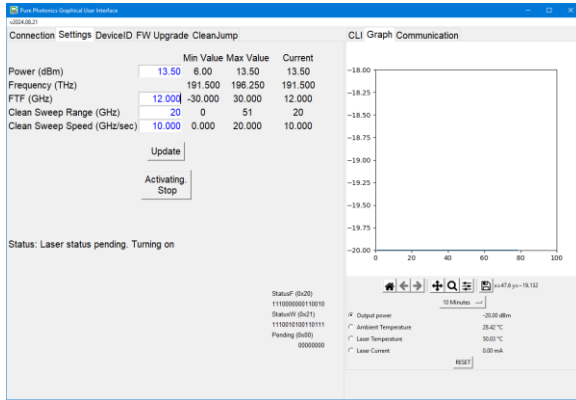 Pure Photonics Graphical User Interface
v2024.08.21
Connection Settings DeviceID FW Upgrade CleanJump
CLI Graph Communication
Min Value Max Value Current
Power (dBm) 13.50 6.00 13.50 13.50
Frequency (THz) 191.500 196.250 191.500
FTF (GHz) 12.000 -30.000 30.000 12.000
Clean Sweep Range (GHz) 20 0 51 20
Clean Sweep Speed (GHz/sec) 10.000 0.000 20.000 10.000
Update
Activating.
Stop
Status: Laser status pending. Turning on
StatusF (0x20)
1110000000110010
StatusW (0x21)
1110010100110111
Pending (0x00)
00000000
-18.00
-18.25
-18.50
-18.75
-19.00
-19.25
-19.50
-19.75
-20.00
0 20 40 60 80 100
x=47.6 y=-19.132
10 Minutes
Output power -20.00 dBm
Ambient Temperature 28.42 °C
Laser Temperature 50.03 °C
Laser Current 0.00 mA
RESET